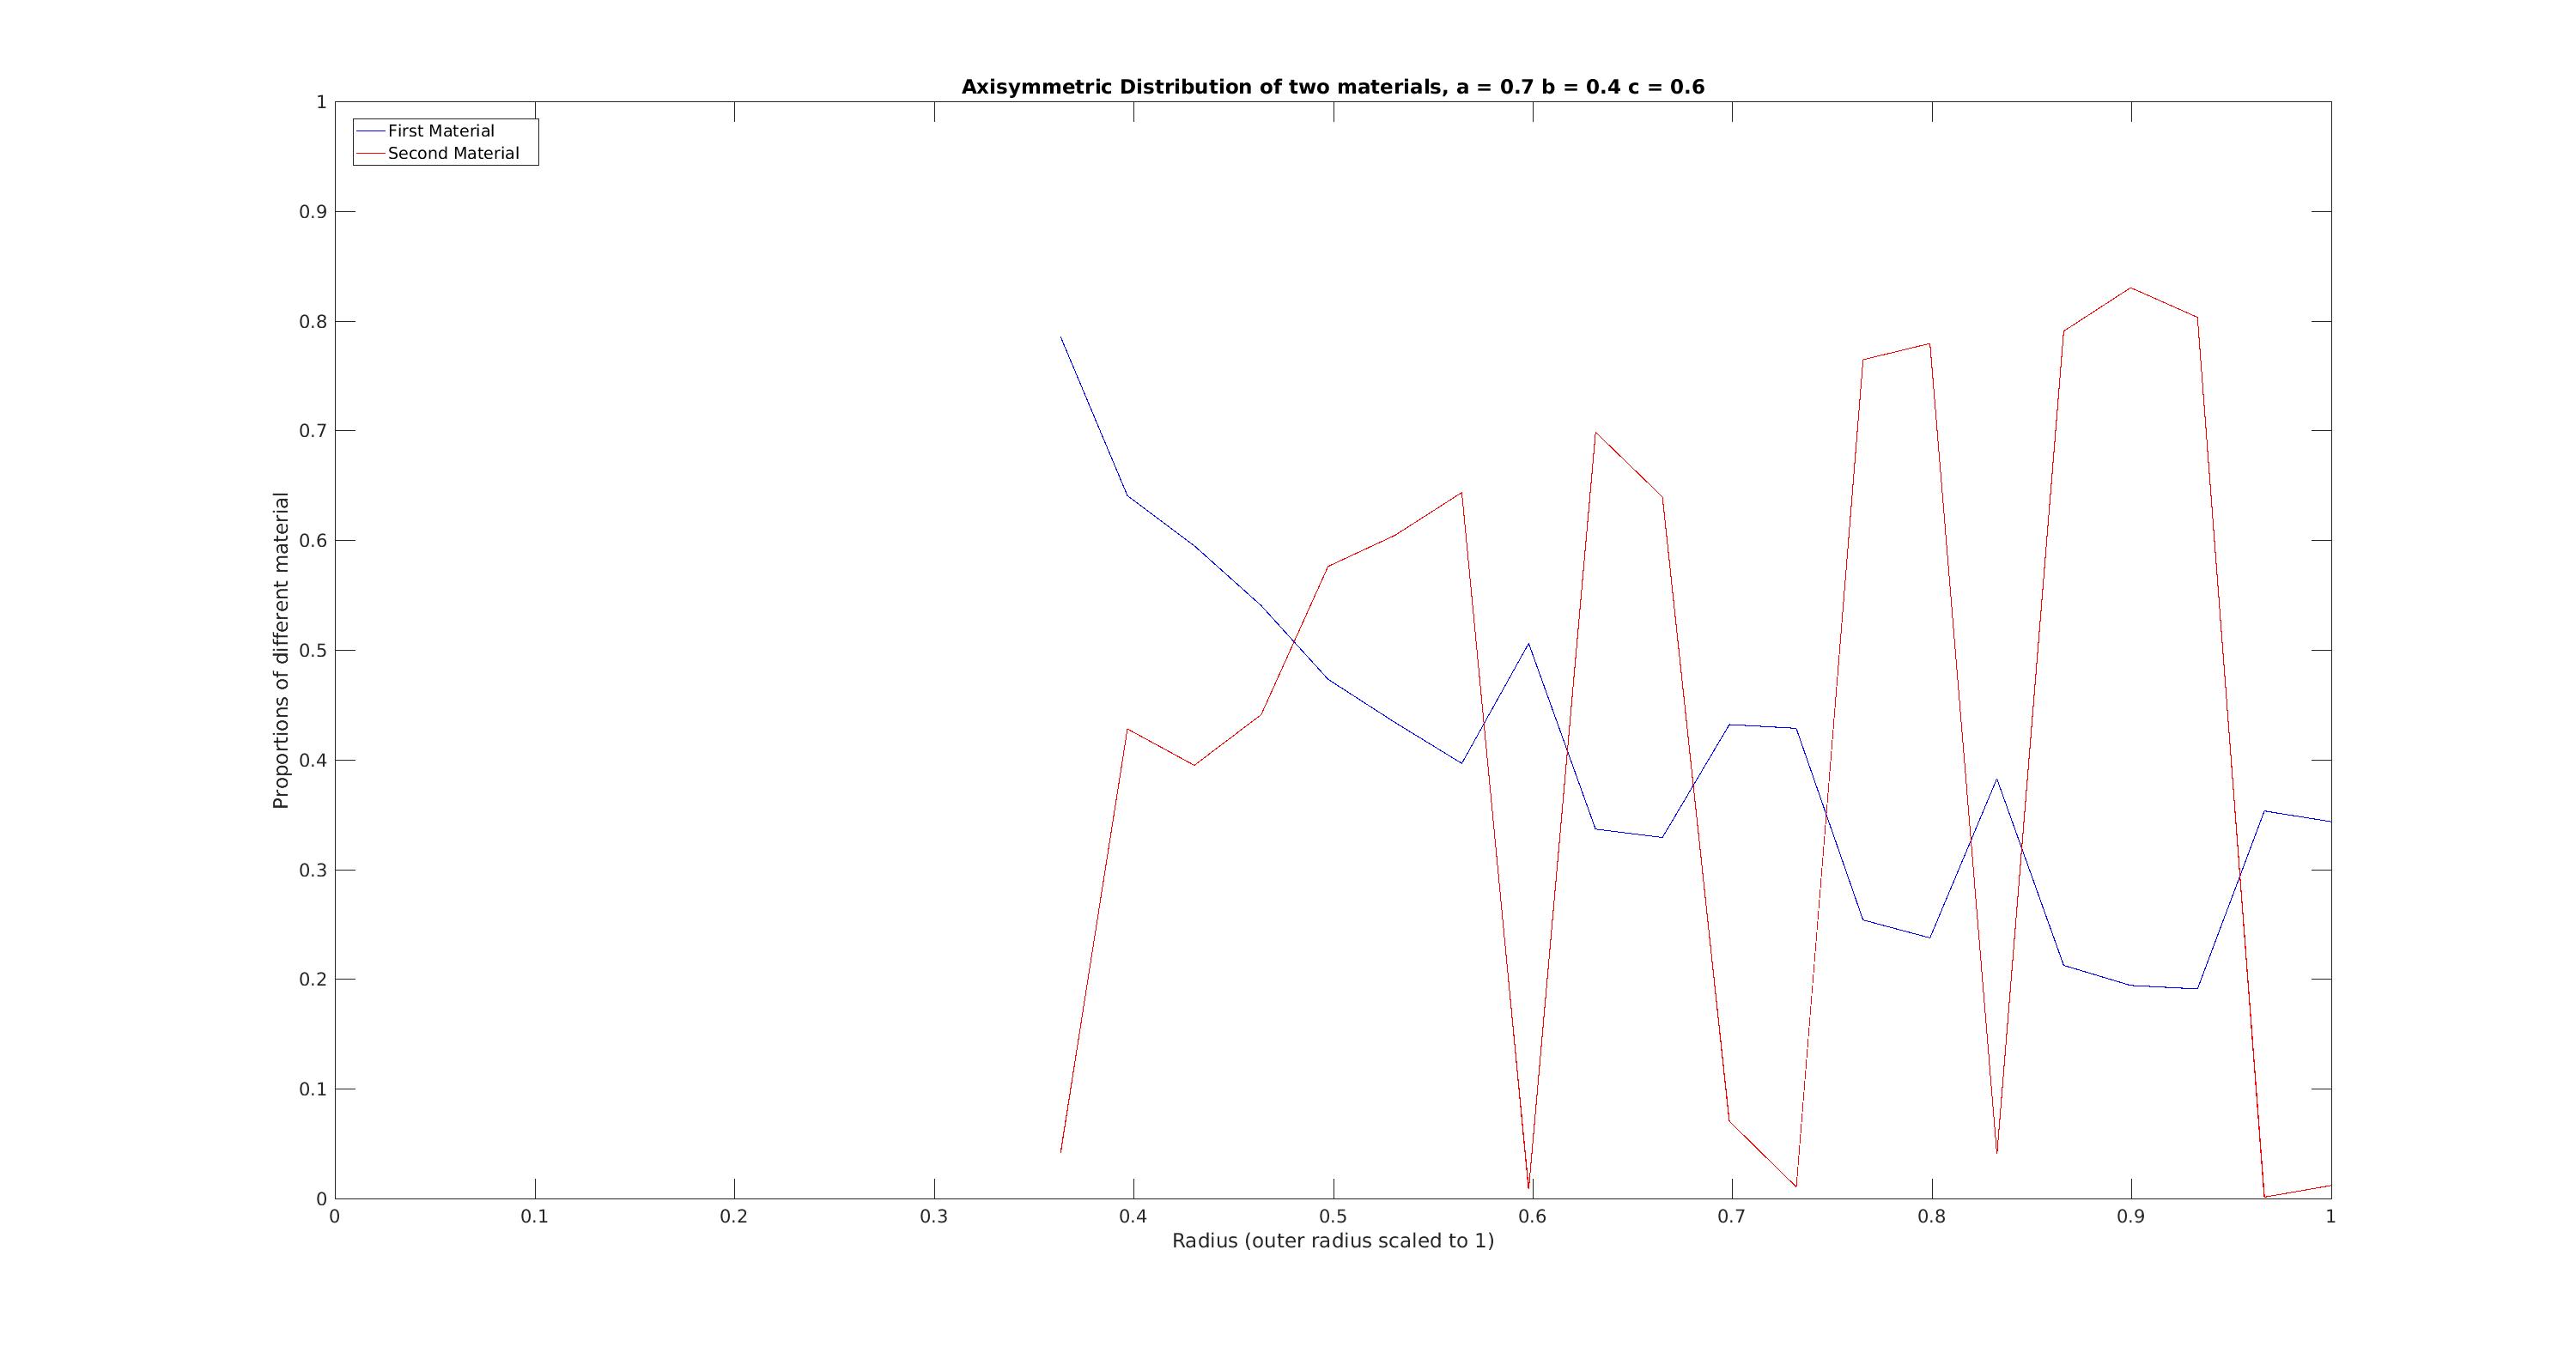 Axisymmetric Distribution of two materials, a = 0.7 b = 0.4 c = 0.6
First Material
Second Material
1
0.9
0.8
0.7
0.6
0.5
0.4
0.3
0.2
0.1
0
Proportions of different material
0 0.1 0.2 0.3 0.4 0.5 0.6 0.7 0.8 0.9 1
Radius (outer radius scaled to 1)